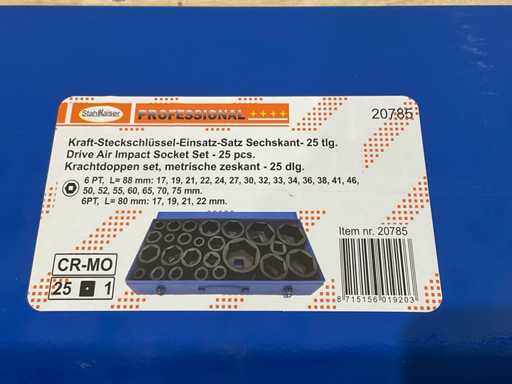 StahlKaiser
PROFESSIONAL ++++
20785
Kraft-Steckschlüssel-Einsatz-Satz Sechskant- 25 tlg.
Drive Air Impact Socket Set - 25 pcs.
Krachtdoppen set, metrische zeskant - 25 dlg.
6 PT, L= 88 mm: 17, 19, 21, 22, 24, 27, 30, 32, 33, 34, 36, 38, 41, 46,
50, 52, 55, 60, 65, 70, 75 mm.
6PT, L= 80 mm: 17, 19, 21, 22 mm.
Item nr. 20785
CR-MO
25 1
8 715156 019203